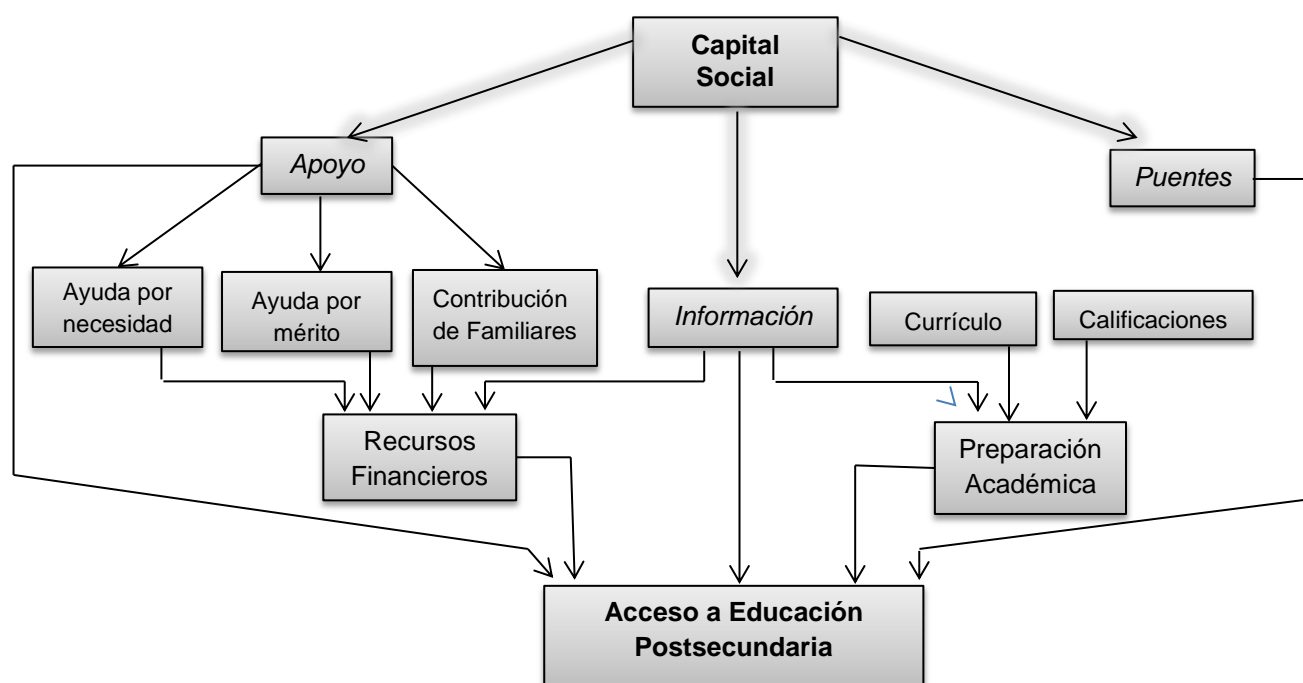 Capital
Social
Apoyo
Puentes
Ayuda por
necesidad
Ayuda por
mérito
Contribución
de Familiares
Información
Currículo
Calificaciones
Recursos
Financieros
Preparación
Académica
Acceso a Educación
Postsecundaria